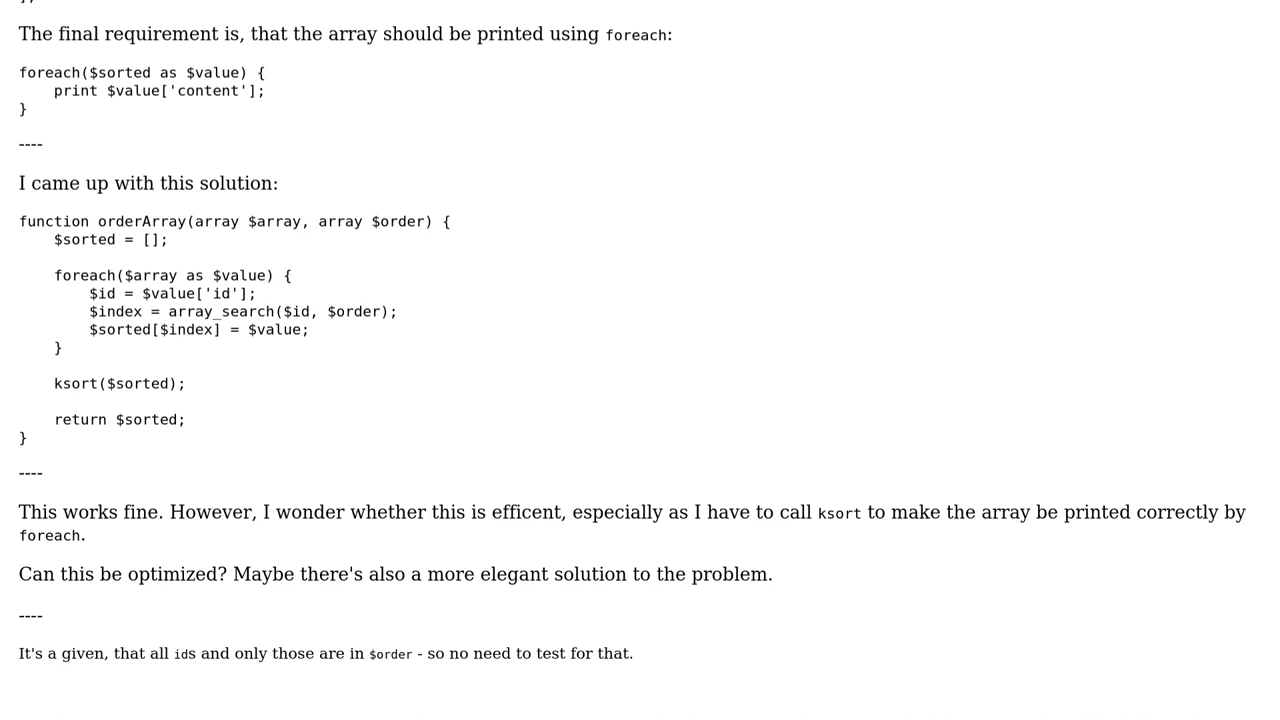 The final requirement is, that the array should be printed using foreach:
foreach($sorted as $value) {
    print $value['content'];
}
----
I came up with this solution:
function orderArray(array $array, array $order) {
    $sorted = [];
    foreach($array as $value) {
        $id = $value['id'];
        $index = array_search($id, $order);
        $sorted[$index] = $value;
    }
    ksort($sorted);
    return $sorted;
}
----
This works fine. However, I wonder whether this is efficent, especially as I have to call ksort to make the array be printed correctly by
foreach.
Can this be optimized? Maybe there's also a more elegant solution to the problem.
----
It's a given, that all ids and only those are in $order - so no need to test for that.